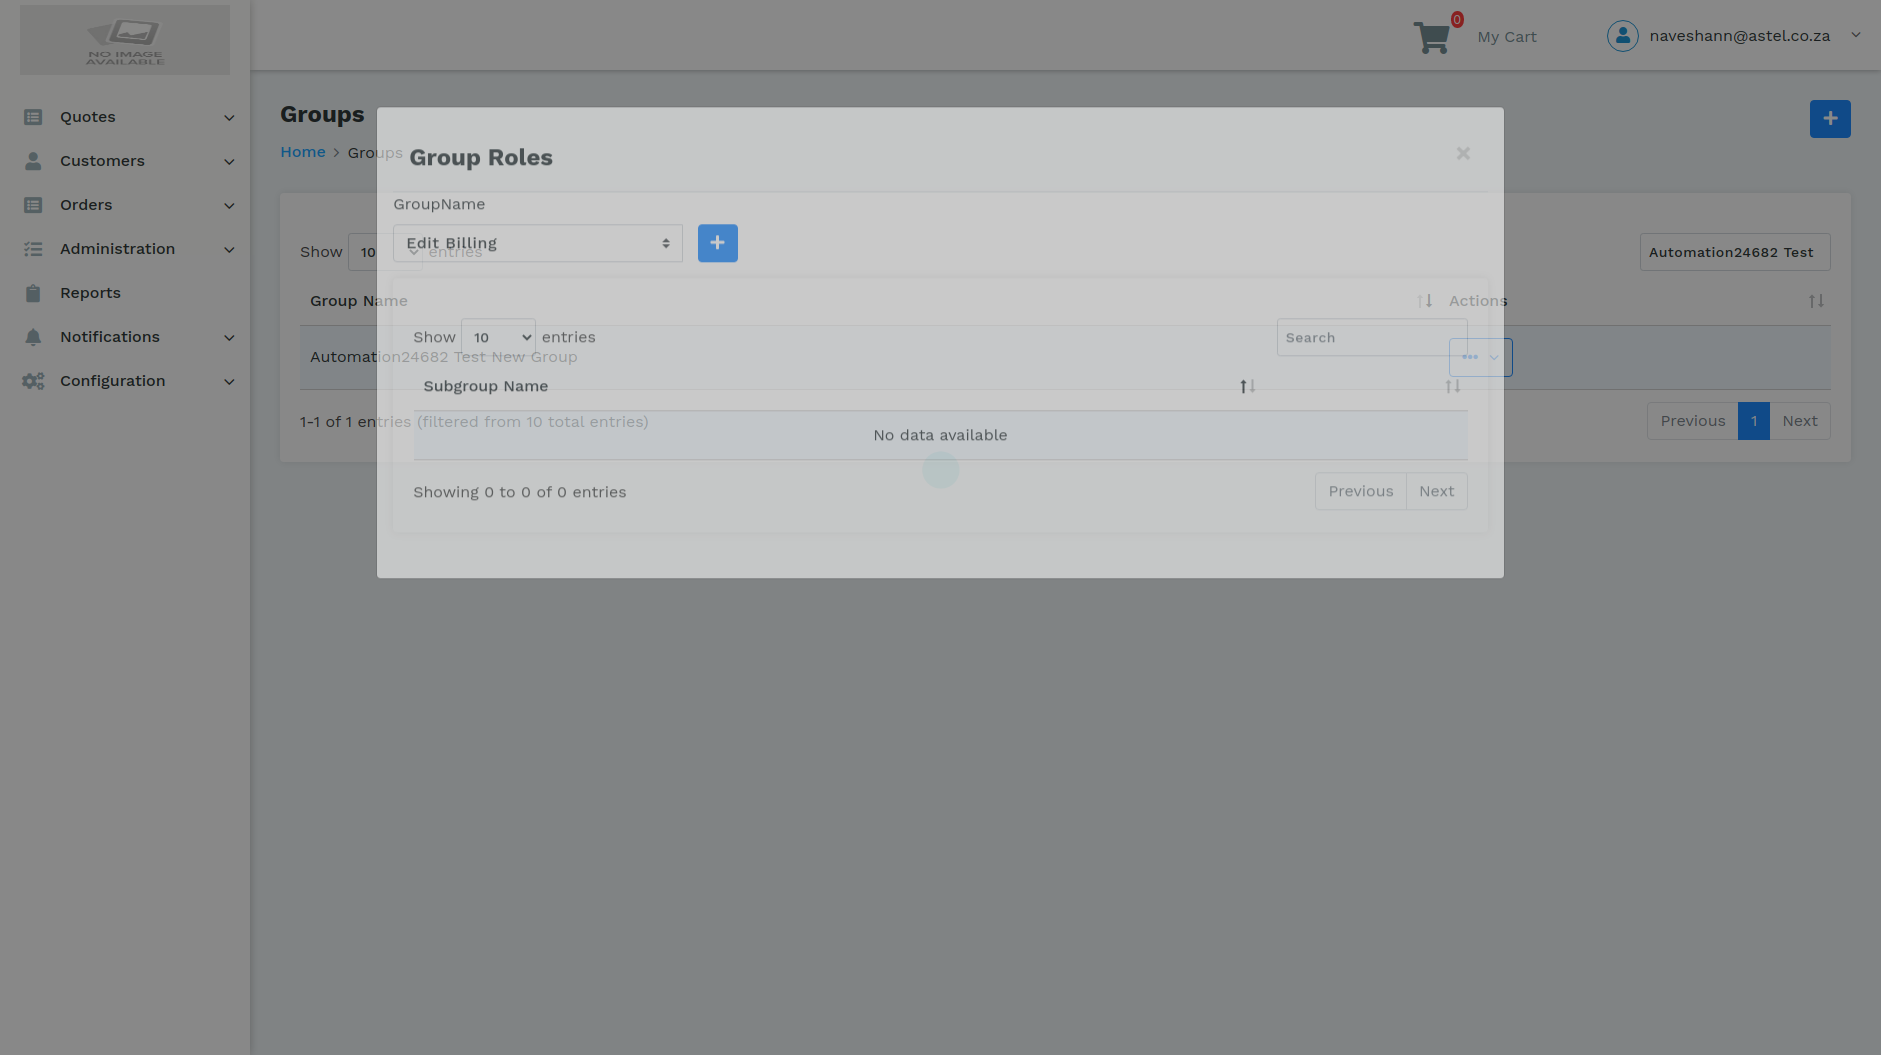 NO IMAGE
AVAILABLE
0
My Cart
naveshann@astel.co.za
Quotes
Customers
Orders
Administration
Reports
Notifications
Configuration
Groups
Home > Groups
Group Roles
×
GroupName
Edit Billing
Show 10 entries
Automation24682 Test
Group Name
Actions
Show 10 entries
Search
Automation24682 Test New Group
Subgroup Name
1-1 of 1 entries (filtered from 10 total entries)
Previous 1 Next
No data available
Showing 0 to 0 of 0 entries
Previous Next